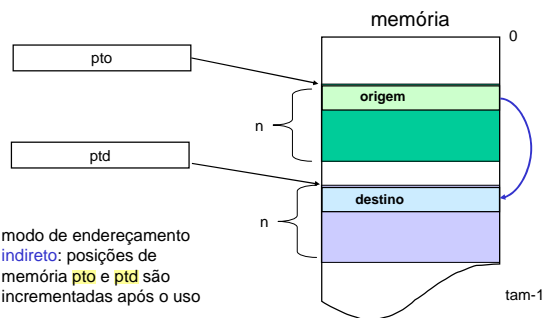 memória
0
pto
origem
n
ptd
destino
n
modo de endereçamento
indireto: posições de
memória pto e ptd são
incrementadas após o uso
tam-1